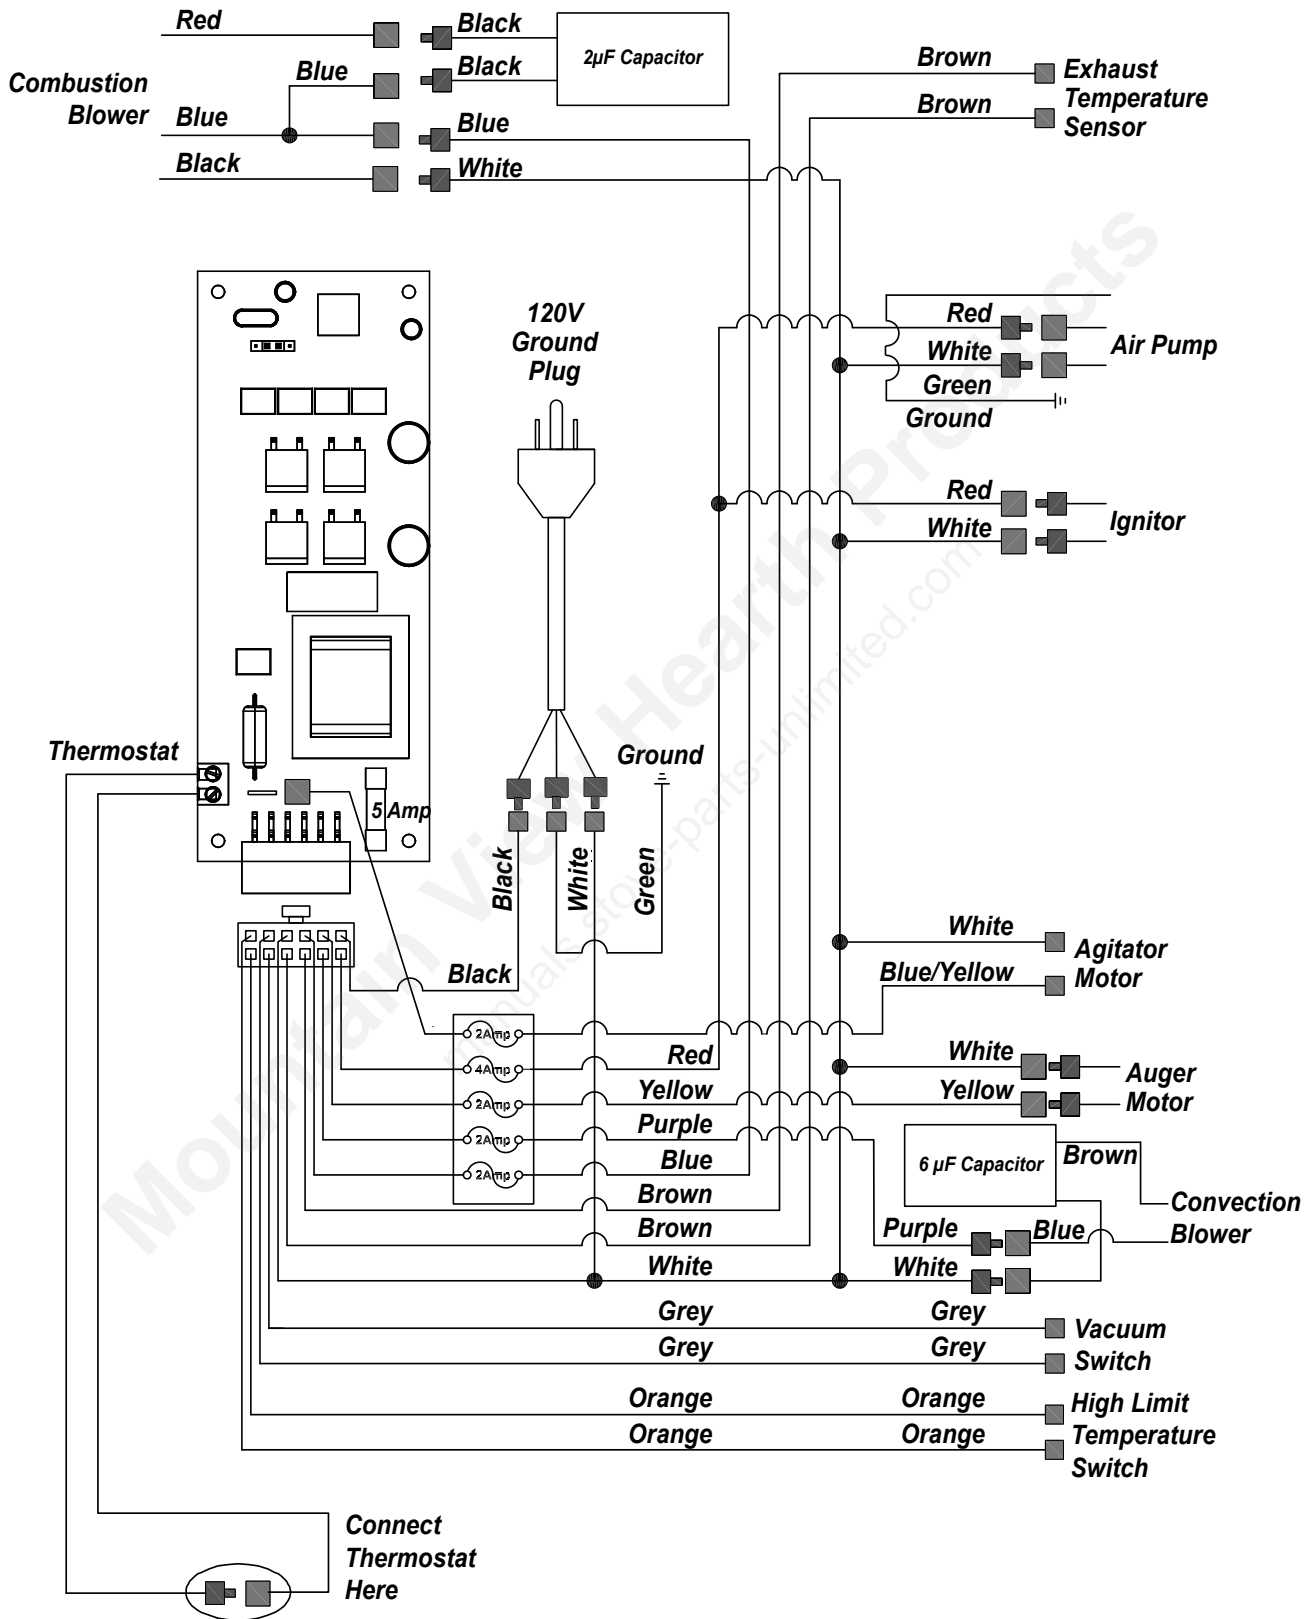 Red
Black
2µF Capacitor
Black
Blue
Combustion
Blower
Blue
Blue
Black
White
Brown
Exhaust
Temperature
Sensor
Brown
120V
Ground
Plug
Red
Air Pump
White
Green
Ground
Red
Ignitor
White
Thermostat
5 Amp
Ground
Black
White
Green
Black
White
Agitator
Motor
Blue/Yellow
2Amp
4Amp
Red
White
Auger
Motor
2Amp
Yellow
Yellow
2Amp
Purple
6 µF Capacitor
Brown
2Amp
Blue
Brown
Convection
Blower
Brown
Purple
Blue
White
White
Grey
Grey
Vacuum
Switch
Grey
Grey
Orange
Orange
High Limit
Temperature
Switch
Orange
Orange
Connect
Thermostat
Here
Mountain View Hearth Products
manuals.stove-parts-unlimited.com